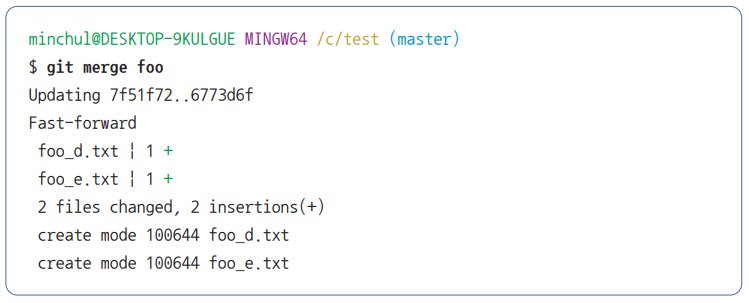 minchul@DESKTOP-9KULGUE MINGW64 /c/test (master)
$ git merge foo
Updating 7f51f72..6773d6f
Fast-forward
 foo_d.txt | 1 +
 foo_e.txt | 1 +
 2 files changed, 2 insertions(+)
 create mode 100644 foo_d.txt
 create mode 100644 foo_e.txt